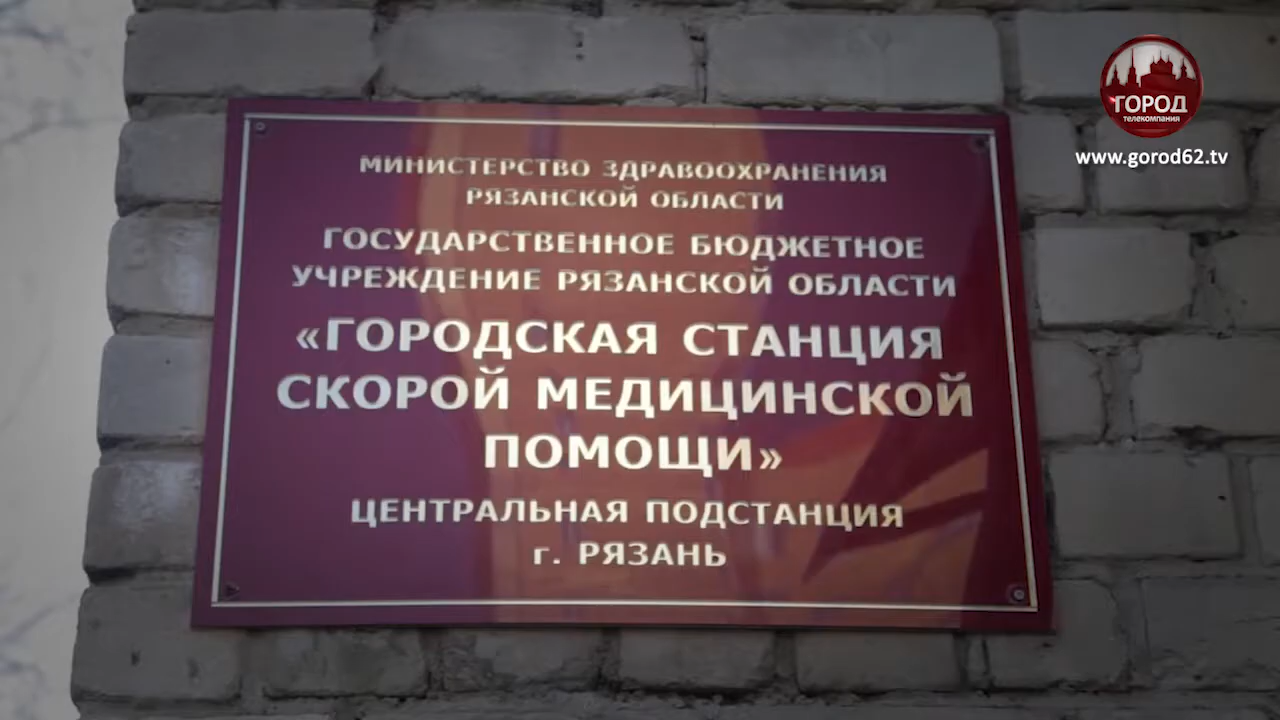 ГОРОД
телекомпания
www.gorod62.tv
МИНИСТЕРСТВО ЗДРАВООХРАНЕНИЯ
РЯЗАНСКОЙ ОБЛАСТИ
ГОСУДАРСТВЕННОЕ БЮДЖЕТНОЕ
УЧРЕЖДЕНИЕ РЯЗАНСКОЙ ОБЛАСТИ
«ГОРОДСКАЯ СТАНЦИЯ
СКОРОЙ МЕДИЦИНСКОЙ
ПОМОЩИ»
ЦЕНТРАЛЬНАЯ ПОДСТАНЦИЯ
г. РЯЗАНЬ